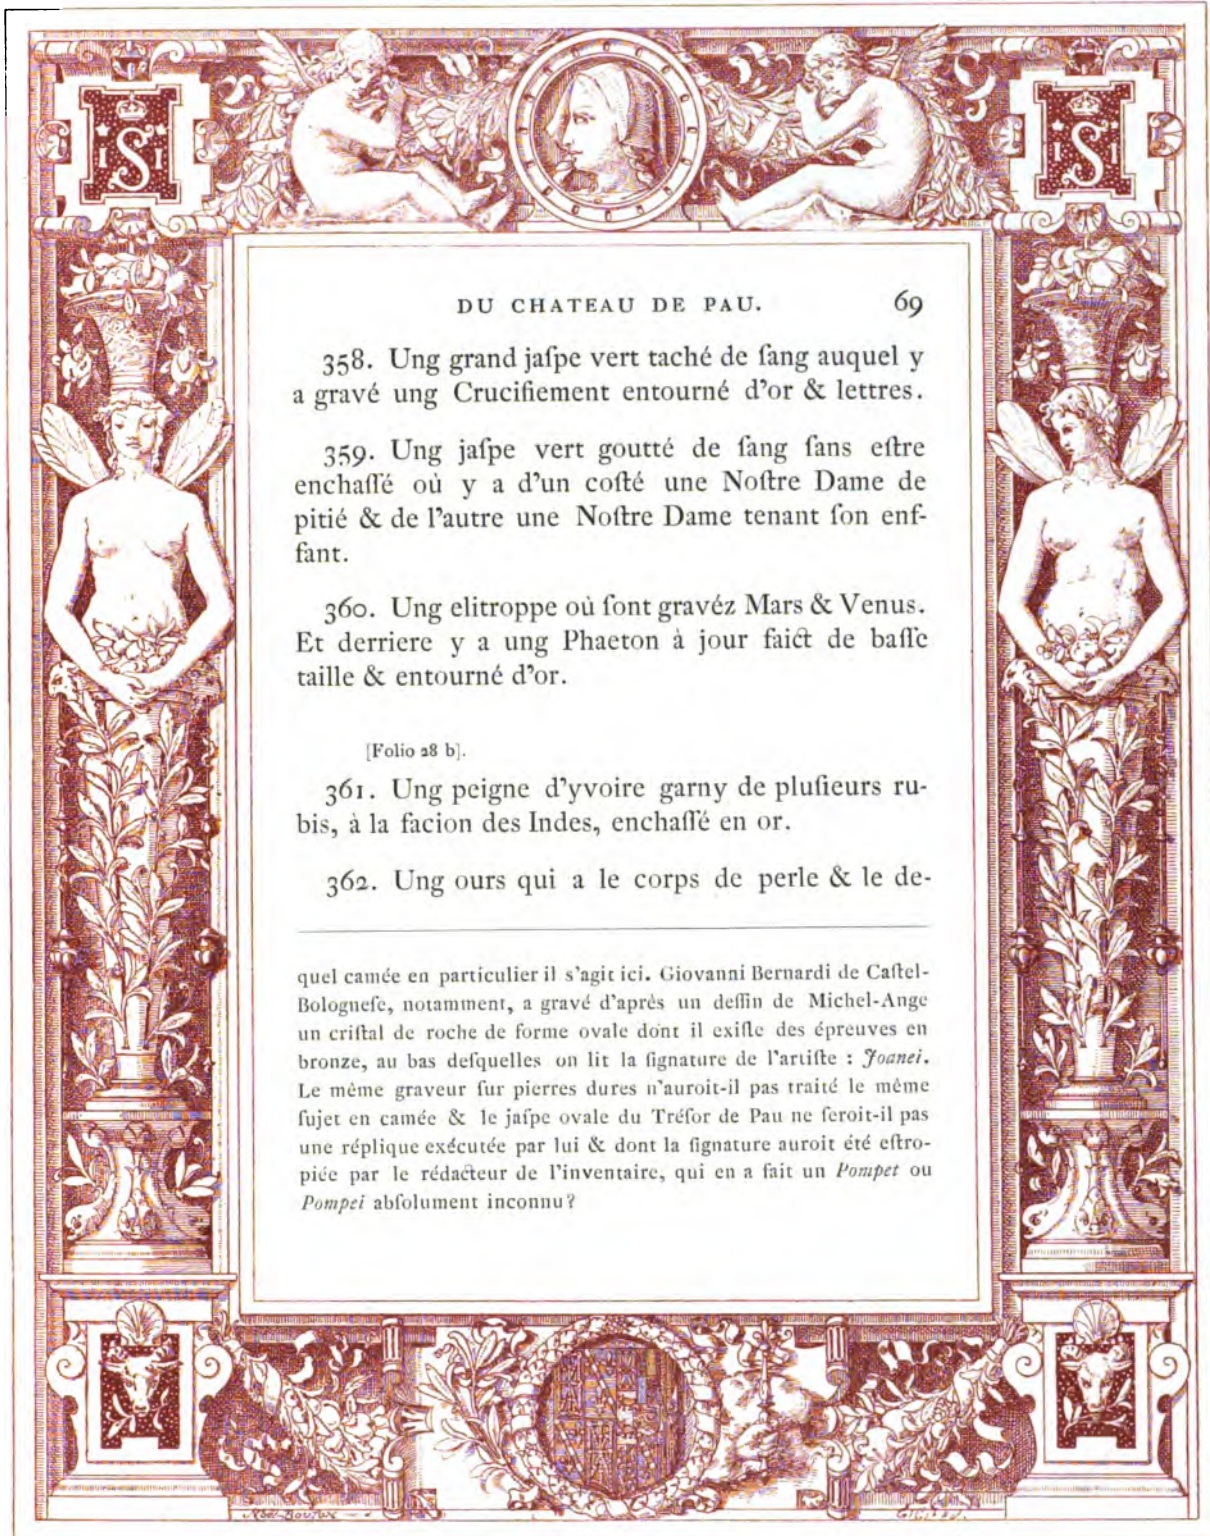 S
I I
S
I I
DU CHATEAU DE PAU. 69
358. Ung grand jaſpe vert taché de ſang auquel y
a gravé ung Crucifiement entourné d'or & lettres.
359. Ung jaſpe vert goutté de ſang ſans eſtre
enchaſſé où y a d'un coſté une Noſtre Dame de
pitié & de l'autre une Noſtre Dame tenant ſon enf-
fant.
360. Ung elitroppe où ſont gravéz Mars & Venus.
Et derriere y a ung Phaeton à jour faict de baſſe
taille & entourné d'or.
[Folio 28 b].
361. Ung peigne d'yvoire garny de pluſieurs ru-
bis, à la facion des Indes, enchaſſé en or.
362. Ung ours qui a le corps de perle & le de-
quel camée en particulier il s'agit ici. Giovanni Bernardi de Caſtel-
Bologneſe, notamment, a gravé d'après un deſſin de Michel-Ange
un criſtal de roche de forme ovale dont il exiſte des épreuves en
bronze, au bas deſquelles on lit la ſignature de l'artiſte : Joanei.
Le même graveur ſur pierres dures n'auroit-il pas traité le même
ſujet en camée & le jaſpe ovale du Tréſor de Pau ne ſeroit-il pas
une réplique exécutée par lui & dont la ſignature auroit été eſtro-
piée par le rédacteur de l'inventaire, qui en a fait un Pompet ou
Pompei abſolument inconnu?